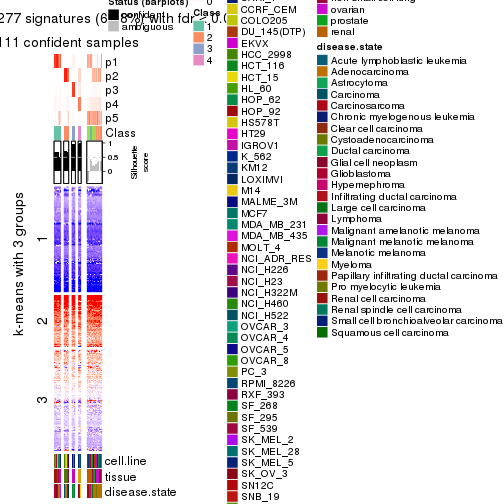 Status (barplots)
277 signatures
confident
ambiguous
111 confident samples
Class
1
2
3
4
p1
p2
p3
p4
p5
Class
1
0.5
0
Silhouette
score
k-means with 3 groups
1
2
3
cell.line
tissue
disease.state
CCRF_CEM
COLO205
DU_145(DTP)
EKVX
HCC_2998
HCT_116
HCT_15
HL_60
HOP_62
HOP_92
HS578T
HT29
IGROV1
K_562
KM12
LOXIMVI
M14
MALME_3M
MCF7
MDA_MB_231
MDA_MB_435
MOLT_4
NCI_ADR_RES
NCI_H226
NCI_H23
NCI_H322M
NCI_H460
NCI_H522
OVCAR_3
OVCAR_4
OVCAR_5
OVCAR_8
PC_3
RPMI_8226
RXF_393
SF_268
SF_295
SF_539
SK_MEL_2
SK_MEL_28
SK_MEL_5
SK_OV_3
SN12C
SNB_19
ovarian
prostate
renal
disease.state
Acute lymphoblastic leukemia
Adenocarcinoma
Astrocytoma
Carcinoma
Carcinosarcoma
Chronic myelogenous leukemia
Clear cell carcinoma
Cystoadenocarcinoma
Ductal carcinoma
Glial cell neoplasm
Glioblastoma
Hypernephroma
Infiltrating ductal carcinoma
Large cell carcinoma
Lymphoma
Malignant amelanotic melanoma
Malignant melanotic melanoma
Melanotic melanoma
Myeloma
Papillary infiltrating ductal carcinoma
Pro myelocytic leukemia
Renal cell carcinoma
Renal spindle cell carcinoma
Small cell bronchioalveolar carcinoma
Squamous cell carcinoma